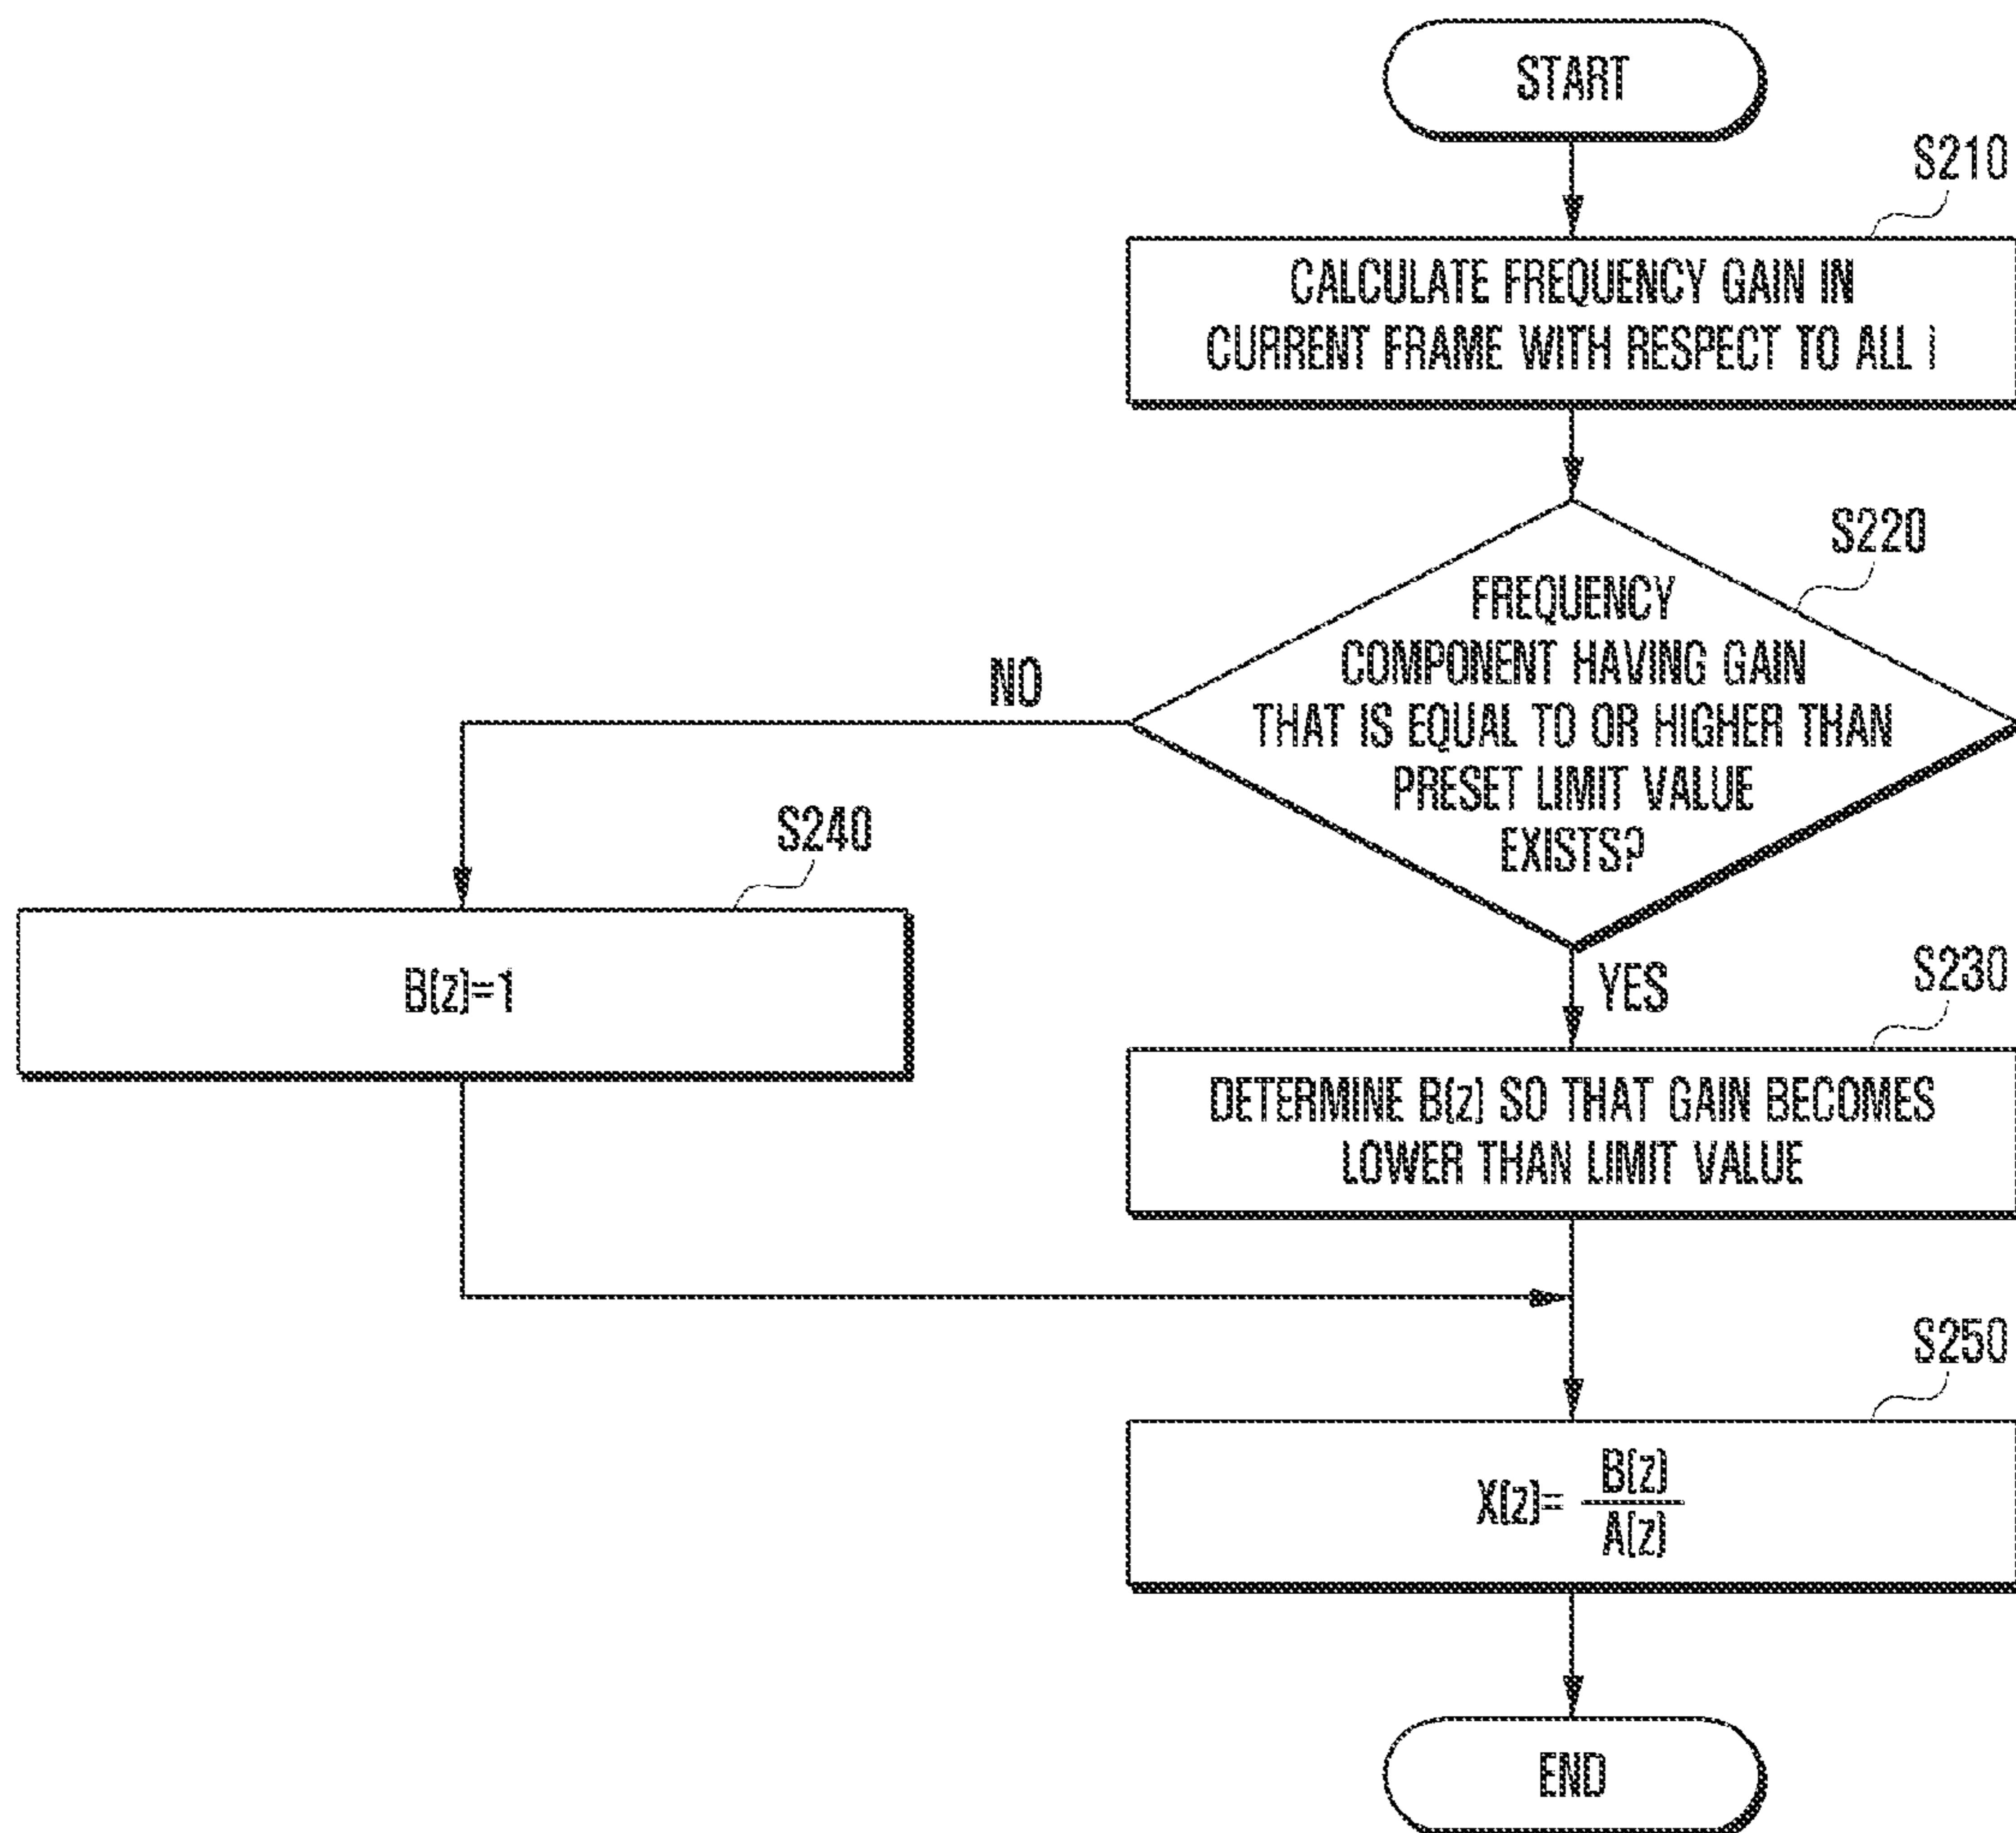 START
S210
CALCULATE FREQUENCY GAIN IN
CURRENT FRAME WITH RESPECT TO ALL i
S220
FREQUENCY
COMPONENT HAVING GAIN
THAT IS EQUAL TO OR HIGHER THAN
PRESET LIMIT VALUE
EXISTS?
NO
S240
B(z)=1
YES
S230
DETERMINE B(z) SO THAT GAIN BECOMES
LOWER THAN LIMIT VALUE
S250
X(z)= B(z)
A(z)
END